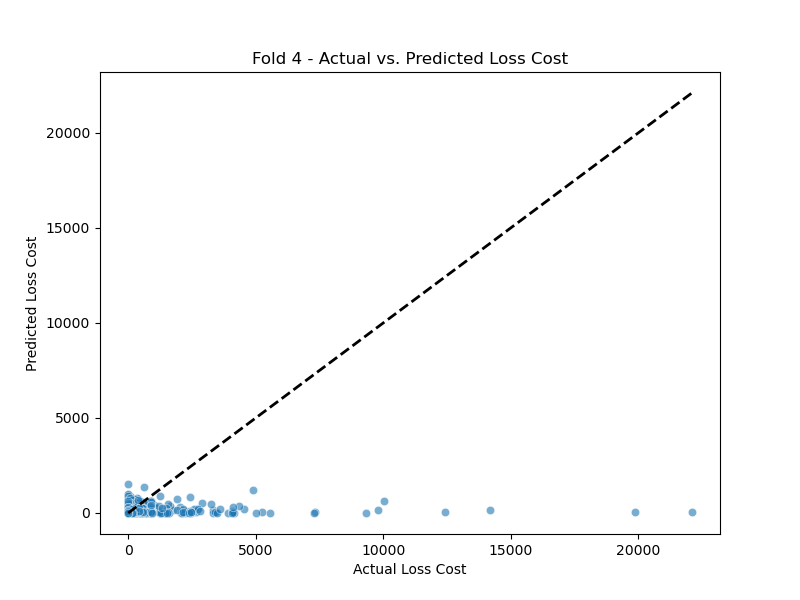 Fold 4 - Actual vs. Predicted Loss Cost
20000
15000
10000
5000
0
Predicted Loss Cost
0 5000 10000 15000 20000
Actual Loss Cost